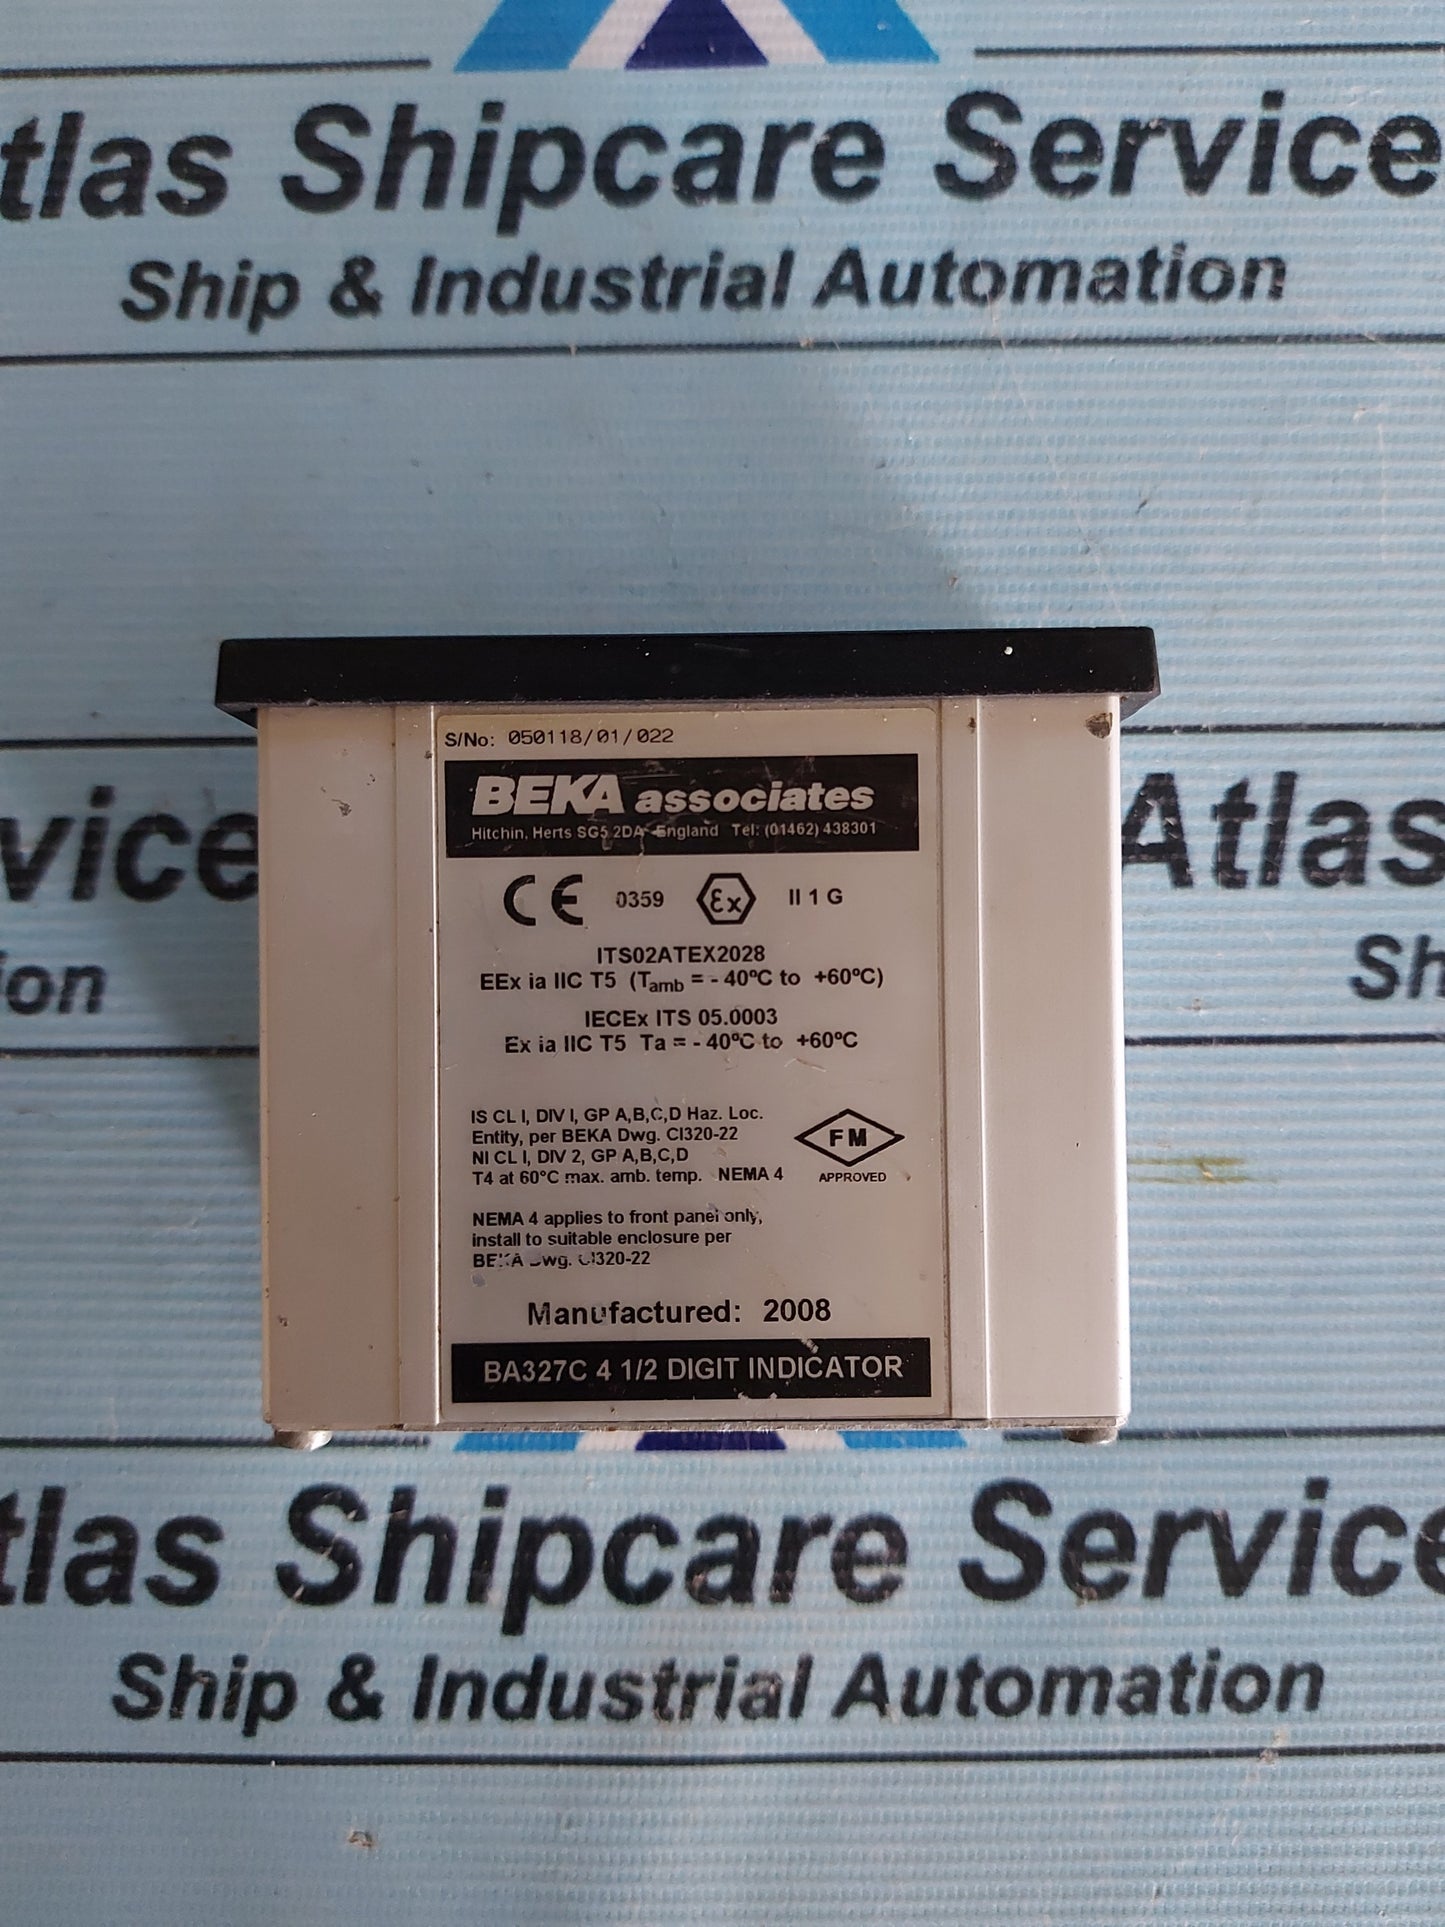 tlas Shipcare Service
Ship & Industrial Automation
S/No: 050118/01/022
BEKA associates
Hitchin, Herts SG5 2DA England Tel: (01462) 438301
CE 0359 Ex II 1 G
ITS02ATEX2028
EEx ia IIC T5 (Tamb = - 40ºC to +60ºC)
IECEx ITS 05.0003
Ex ia IIC T5 Ta = - 40ºC to +60ºC
IS CL I, DIV I, GP A,B,C,D Haz. Loc.
Entity, per BEKA Dwg. CI320-22
NI CL I, DIV 2, GP A,B,C,D
T4 at 60°C max. amb. temp. NEMA 4
FM
APPROVED
NEMA 4 applies to front panel only,
install to suitable enclosure per
BEKA Dwg. CI320-22
Manufactured: 2008
BA327C 4 1/2 DIGIT INDICATOR
vice
on
Atlas
Sh
tlas Shipcare Service
Ship & Industrial Automation